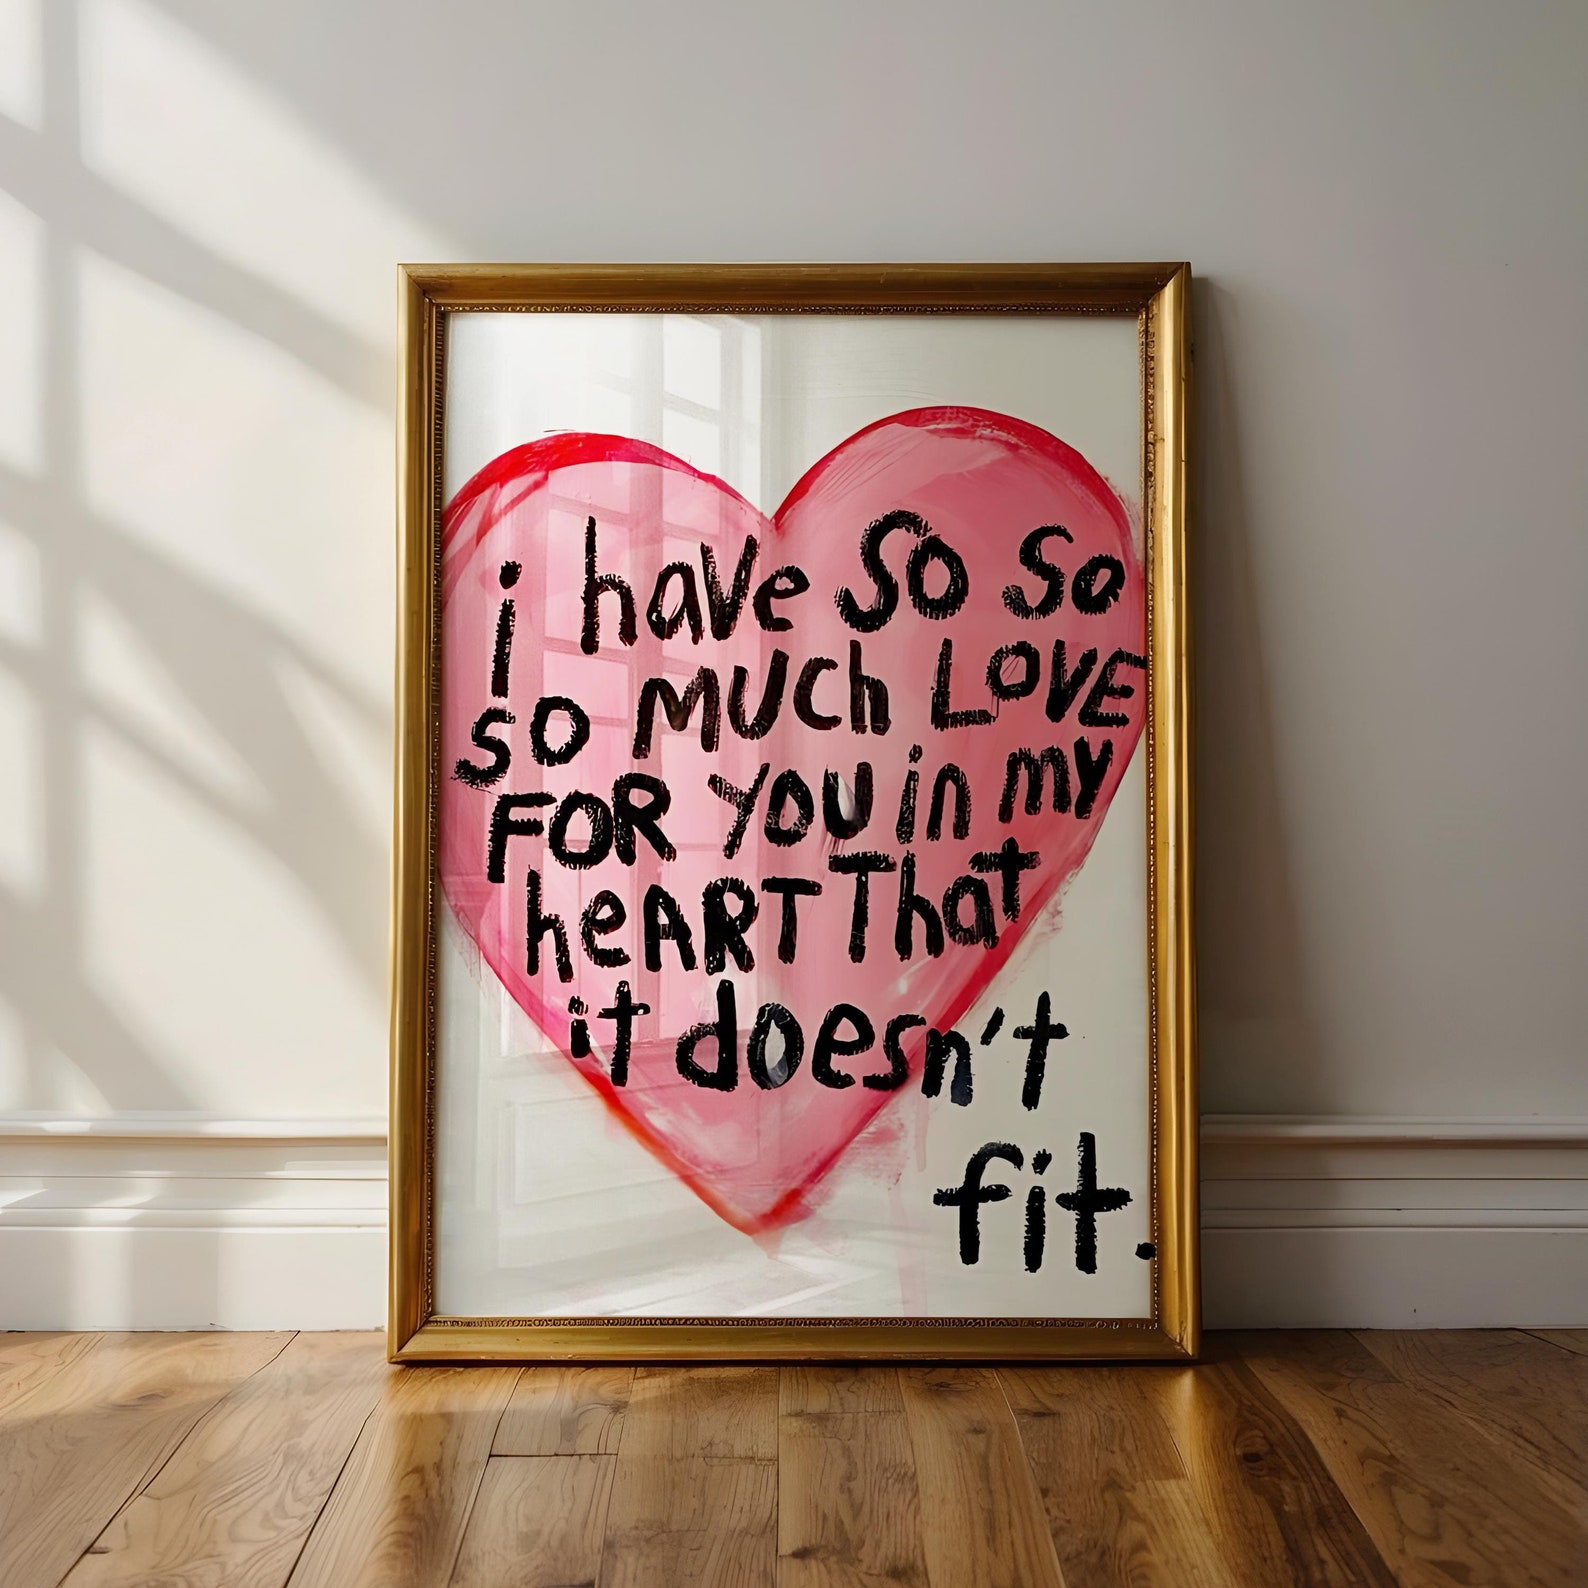 i have so so
so MUCh LOVE
FOR YOU in my
heART That
it doesn't
fit.